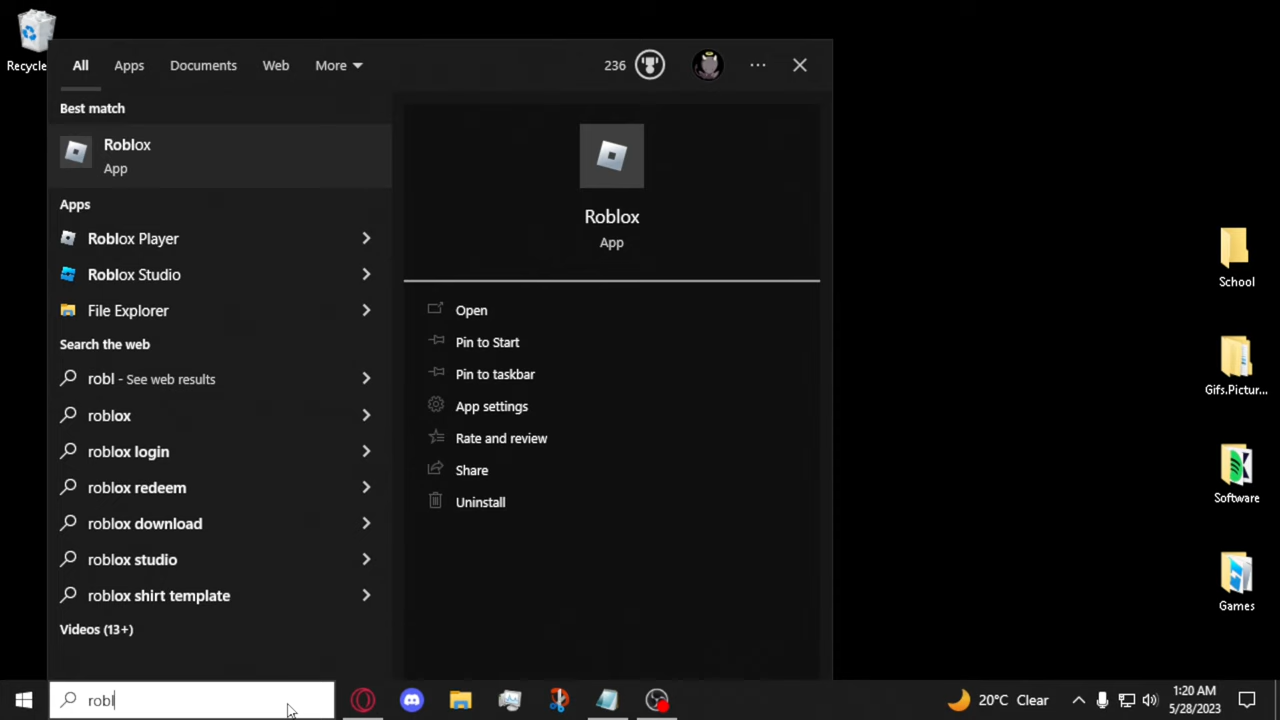 Recycle
All Apps Documents Web More 236
Best match
Roblox
App
Apps
Roblox Player
Roblox Studio
File Explorer
Search the web
robl - See web results
roblox
roblox login
roblox redeem
roblox download
roblox studio
roblox shirt template
Videos (13+)
Roblox
App
Open
Pin to Start
Pin to taskbar
App settings
Rate and review
Share
Uninstall
School
Gifs.Pictur...
Software
Games
robl
20°C Clear
1:20 AM
5/28/2023